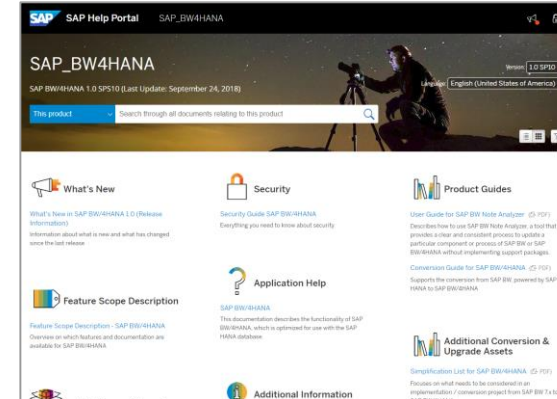 SAP SAP Help Portal SAP_BW4HANA
SAP_BW4HANA
SAP BW/4HANA 1.0 SPS10 (Last Update: September 24, 2018)
Version: 1.0 SP10
Language: English (United States of America)
This product
Search through all documents relating to this product
What's New
What's New in SAP BW/4HANA 1.0 (Release
Information)
Information about what is new and what has changed
since the last release
Feature Scope Description
Feature Scope Description - SAP BW/4HANA
Overview on which features and documentation are
available for SAP BW/4HANA
Security
Security Guide SAP BW/4HANA
Everything you need to know about security
Application Help
SAP BW/4HANA
This documentation describes the functionality of SAP
BW/4HANA, which is optimized for use with the SAP
HANA database.
Additional Information
Product Guides
User Guide for SAP BW Note Analyzer (PDF)
Describes how to use SAP BW Note Analyzer, a tool that
provides a clear and consistent process to update a
particular component or process of SAP BW or SAP
BW/4HANA without implementing support packages.
Conversion Guide for SAP BW/4HANA (PDF)
Supports the conversion from SAP BW, powered by SAP
HANA to SAP BW/4HANA
Additional Conversion &
Upgrade Assets
Simplification List for SAP BW/4HANA (PDF)
Focuses on what needs to be considered in an
implementation / conversion project from SAP BW 7.x to